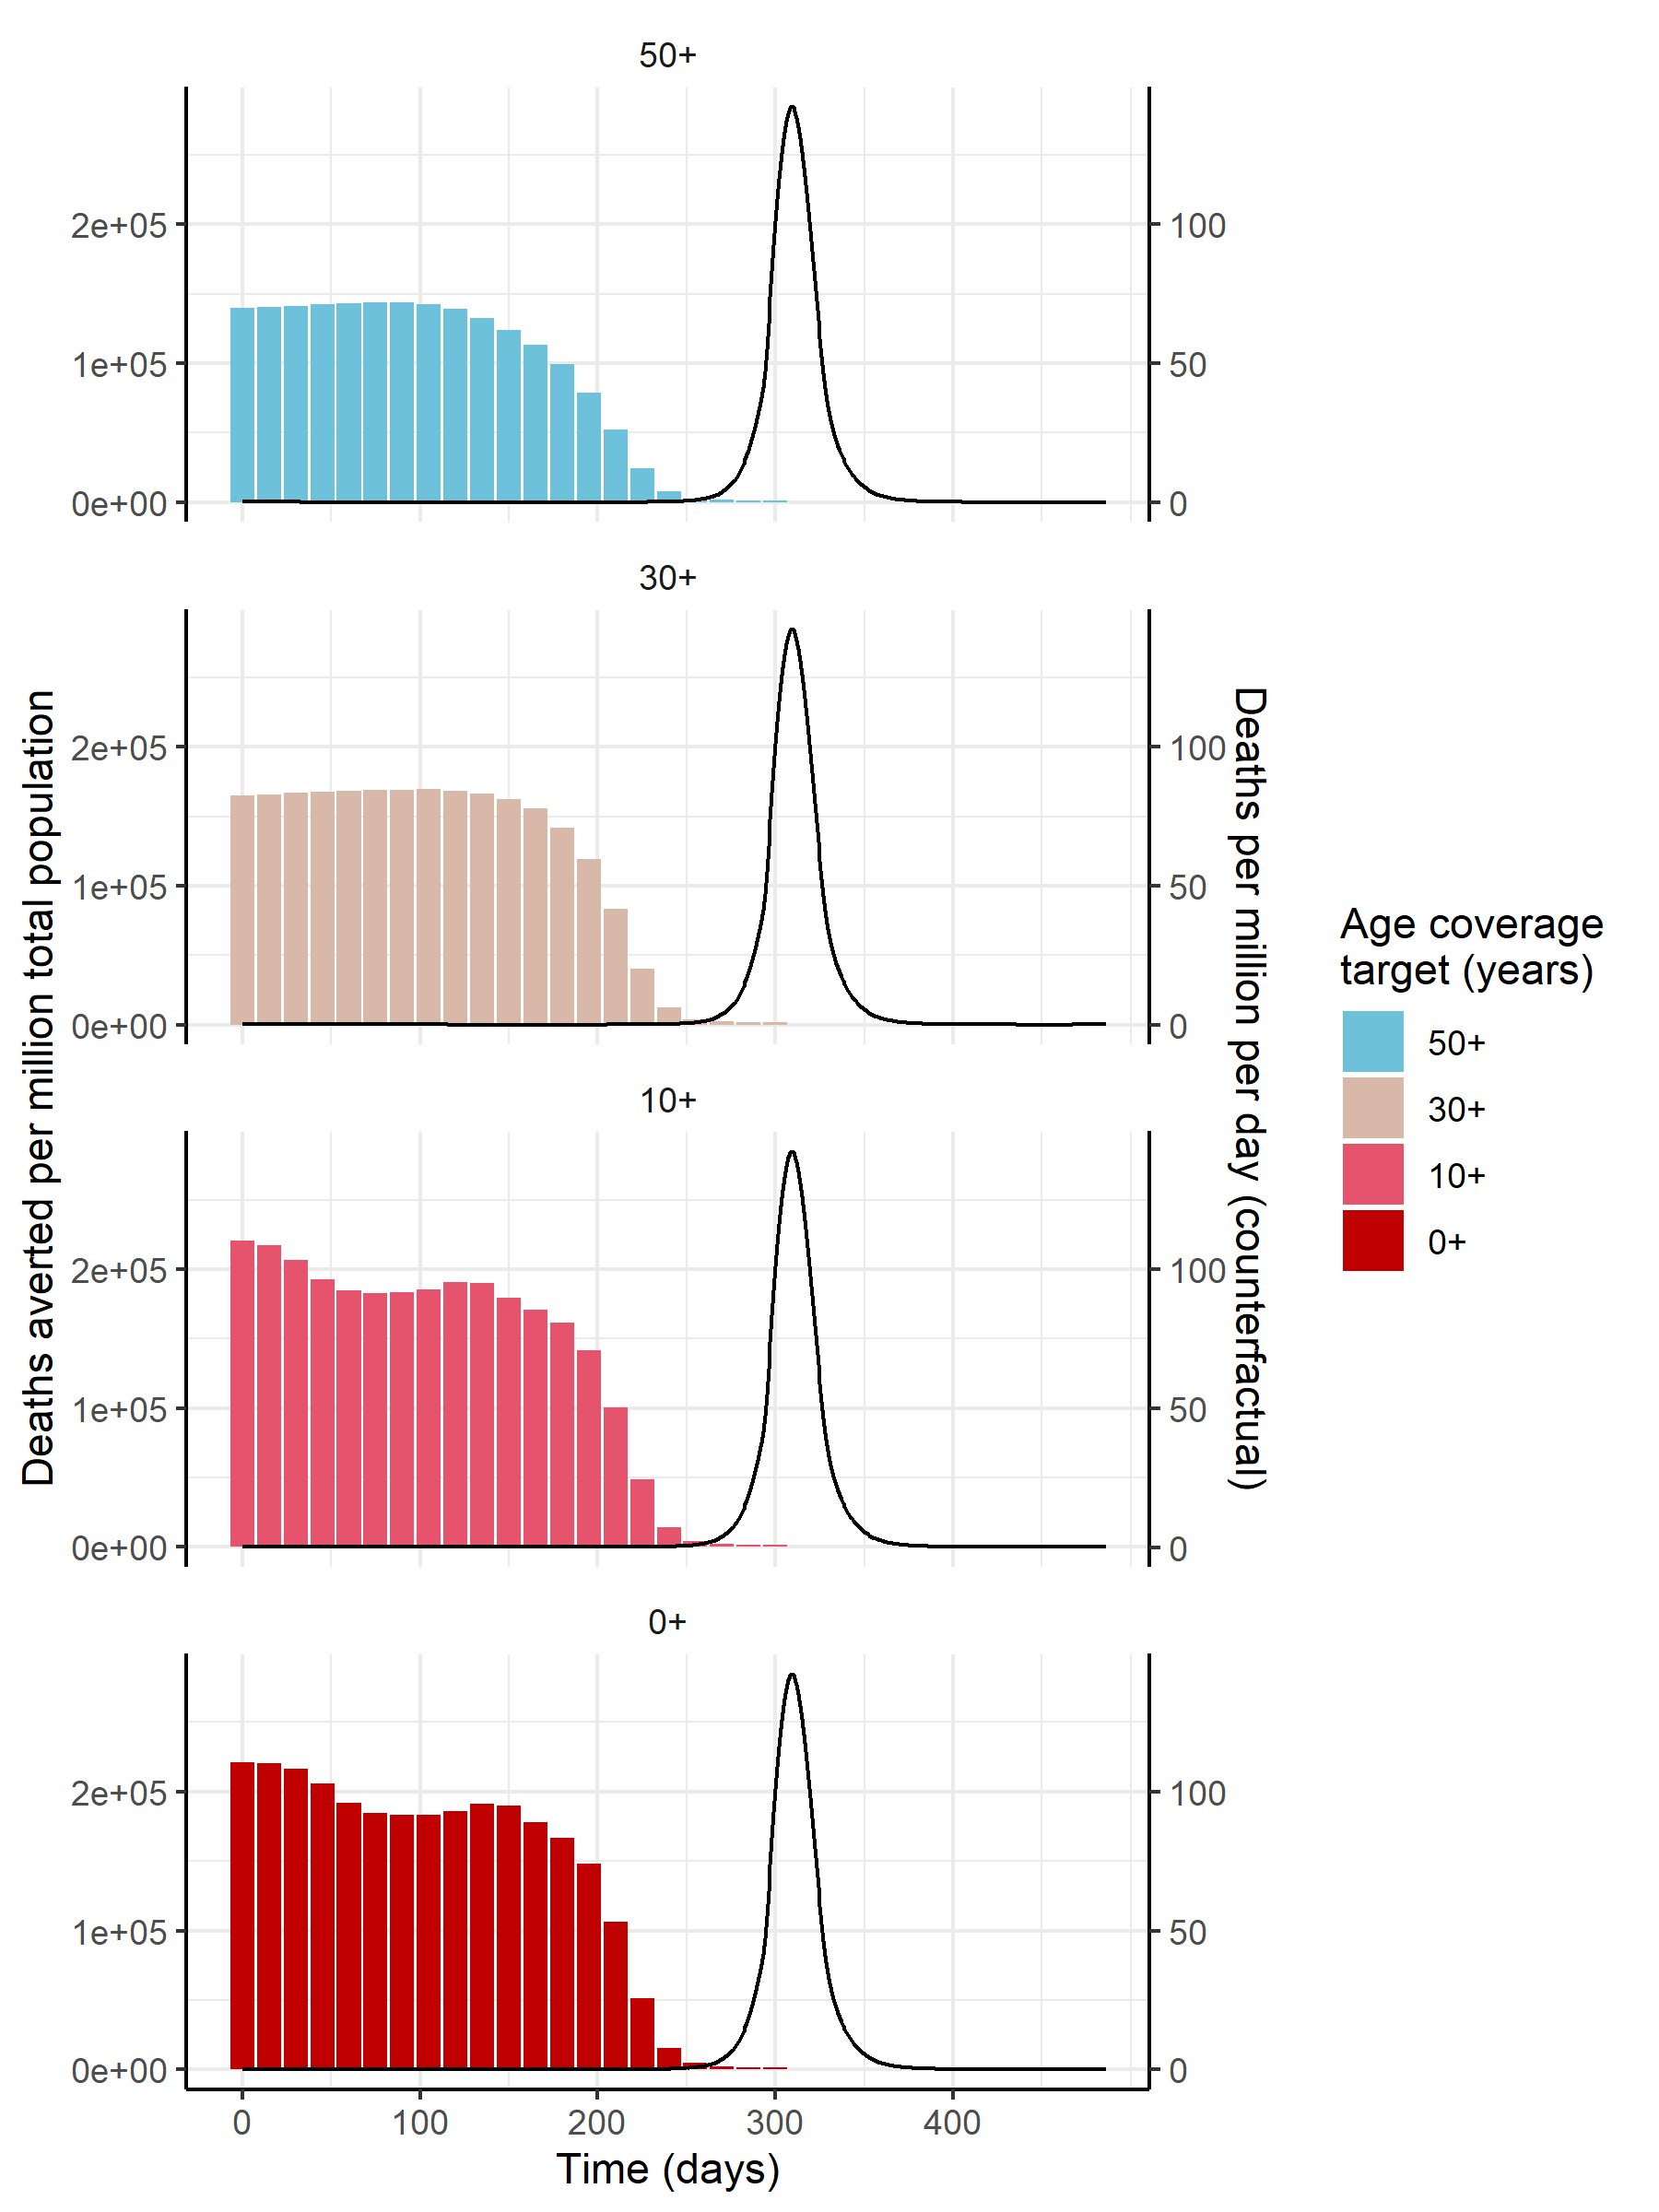 50+
2e+05
1e+05
0e+00
100
50
0
30+
2e+05
1e+05
0e+00
100
50
0
10+
2e+05
1e+05
0e+00
100
50
0
0+
2e+05
1e+05
0e+00
100
50
0
0 100 200 300 400
Time (days)
Deaths averted per million total population
Deaths per million per day (counterfactual)
Age coverage
target (years)
50+
30+
10+
0+